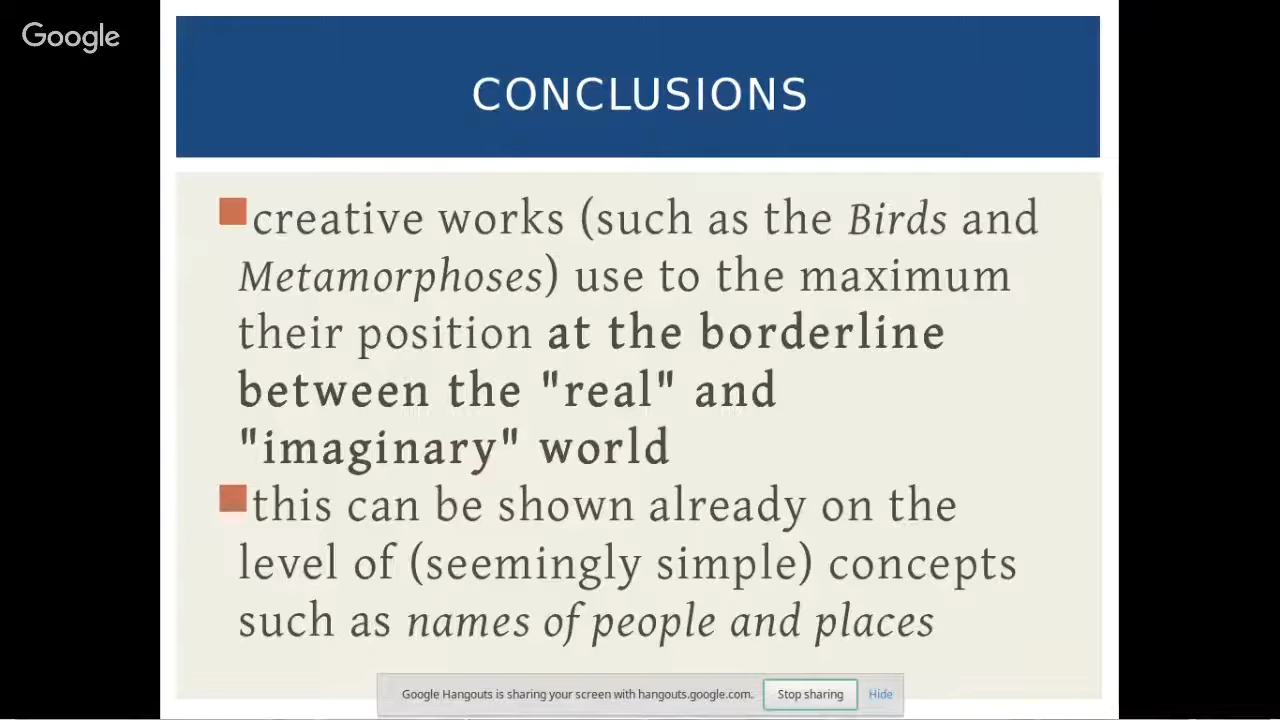 Google
CONCLUSIONS
creative works (such as the Birds and
Metamorphoses) use to the maximum
their position at the borderline
between the "real" and
"imaginary" world
this can be shown already on the
level of (seemingly simple) concepts
such as names of people and places
Google Hangouts is sharing your screen with hangouts.google.com. Stop sharing Hide